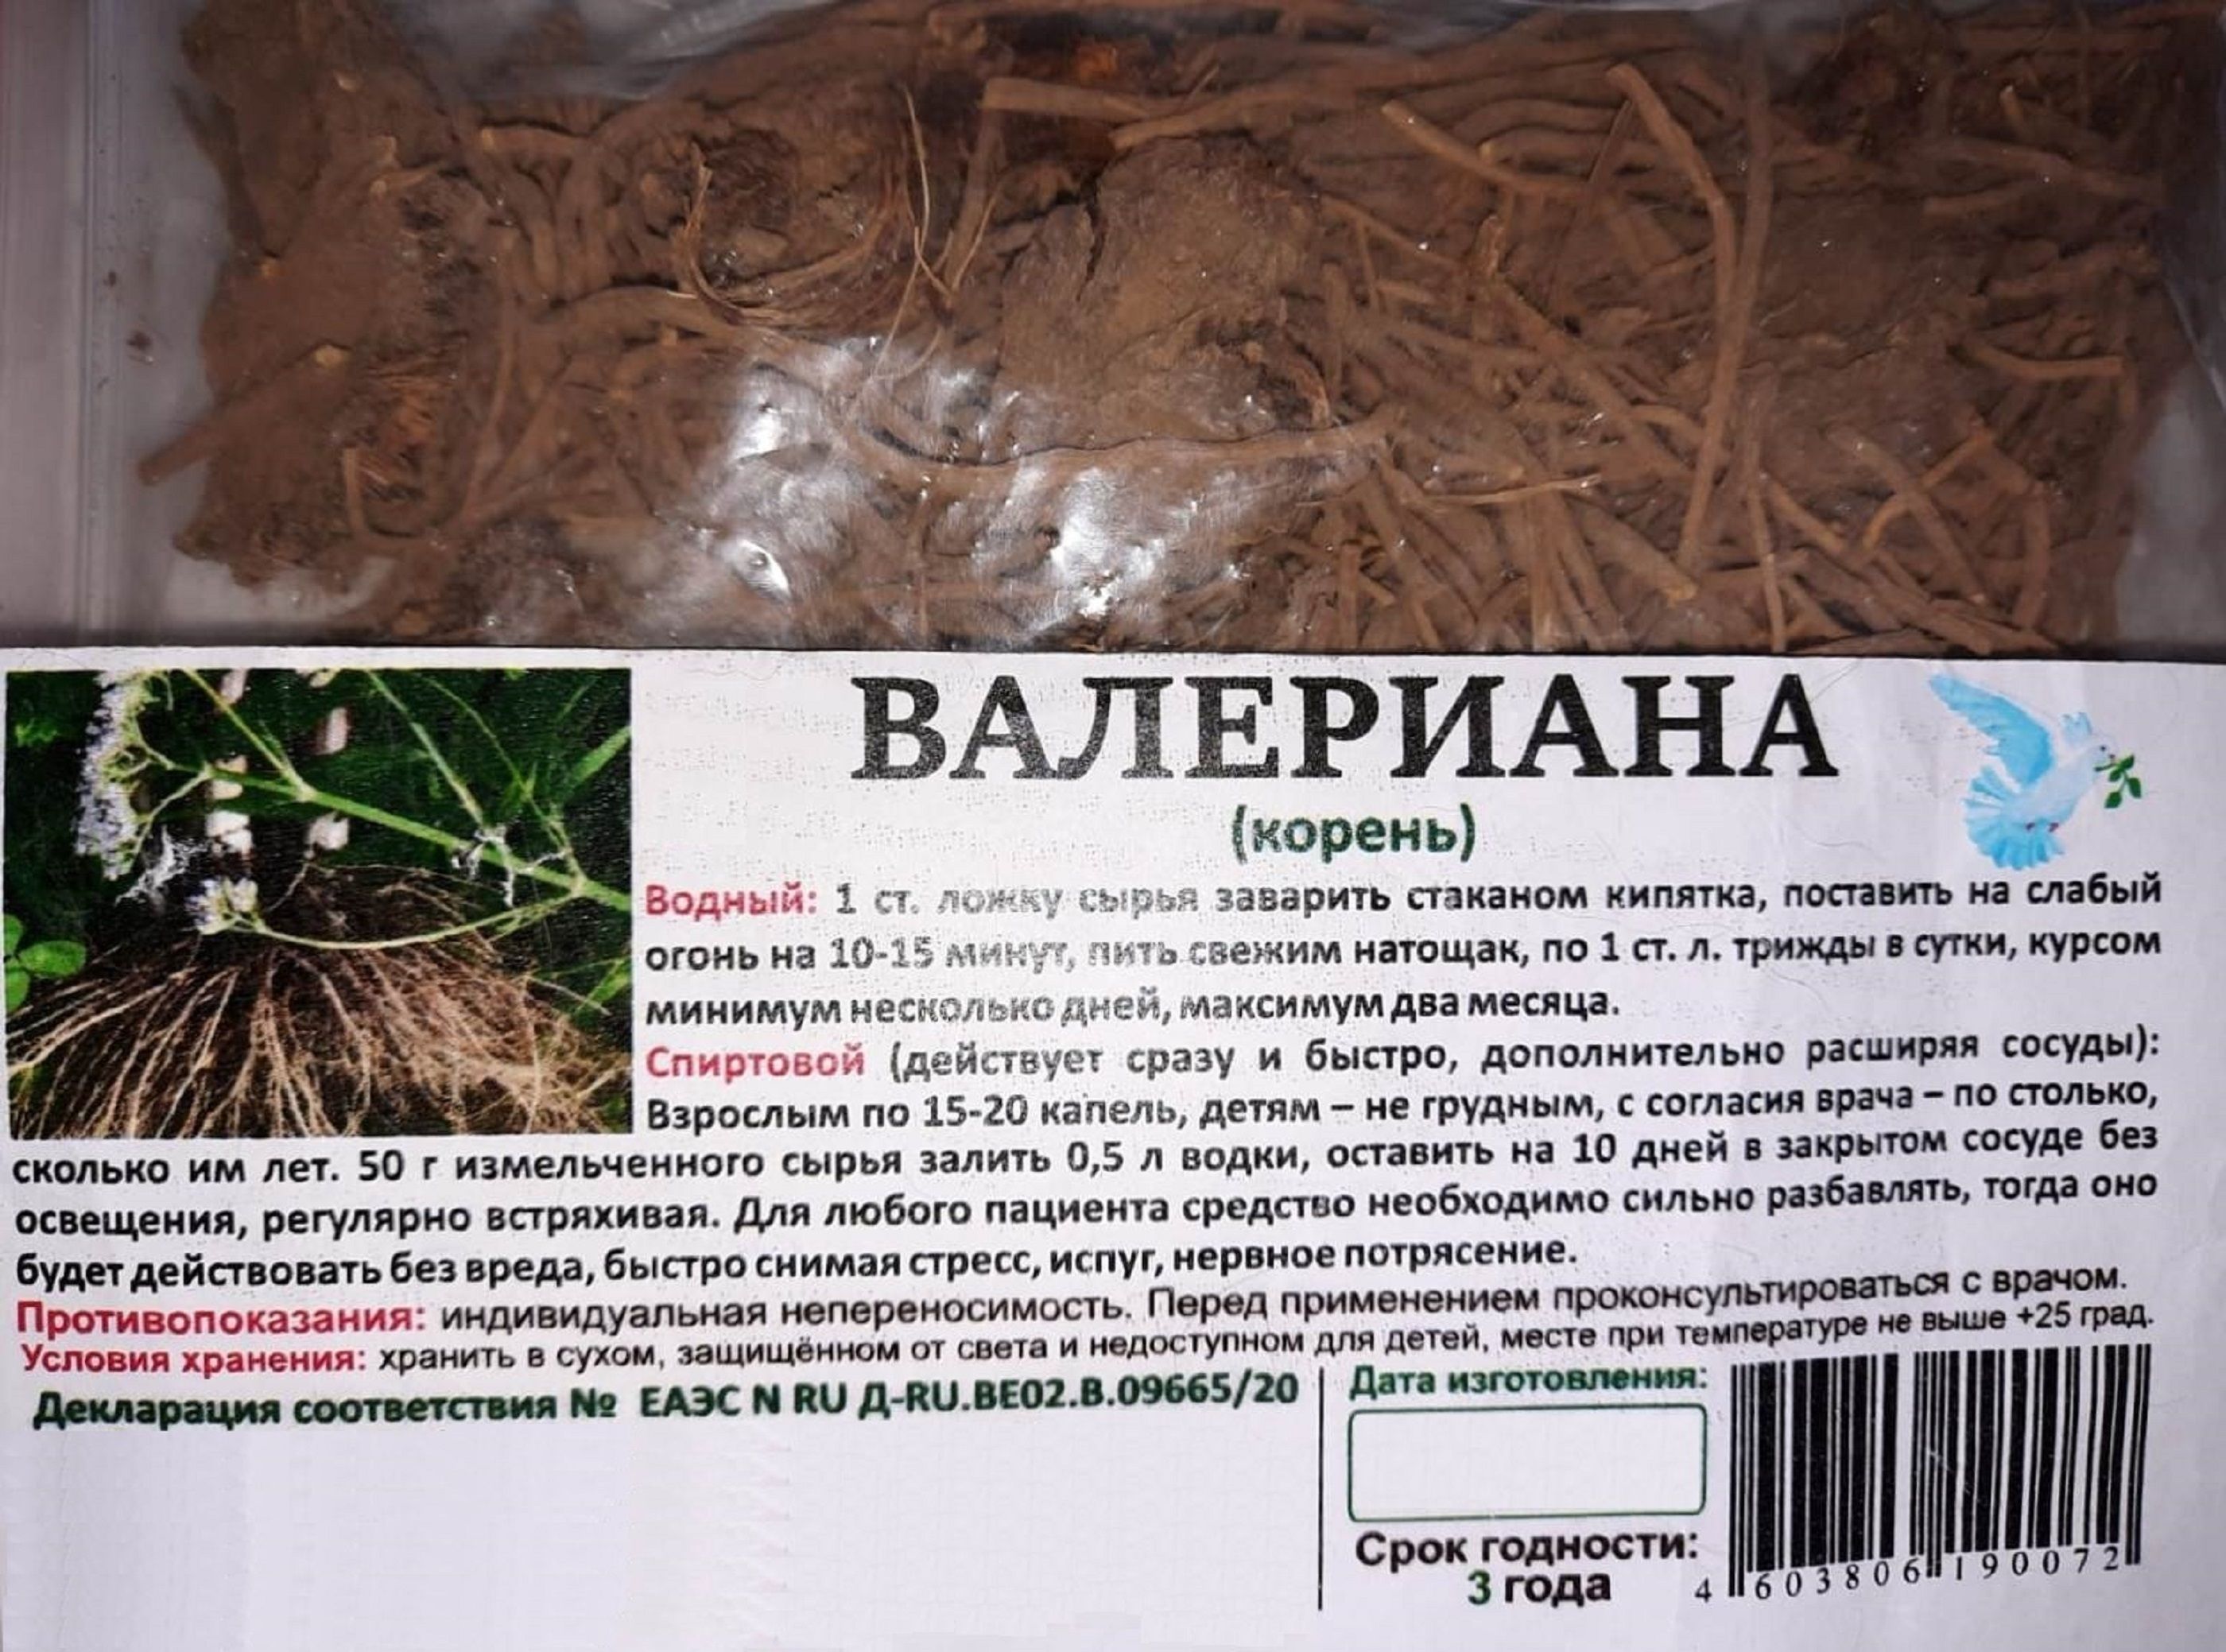 ВАЛЕРИАНА
(корень)
Водный: 1 ст. ложку сырья заварить стаканом кипятка, поставить на слабый
огонь на 10-15 минут, пить свежим натощак, по 1 ст. л. трижды в сутки, курсом
минимум несколько дней, максимум два месяца.
Спиртовой (действует сразу и быстро, дополнительно расширяя сосуды):
Взрослым по 15-20 капель, детям – не грудным, с согласия врача – по столько,
сколько им лет. 50 г измельченного сырья залить 0,5 л водки, оставить на 10 дней в закрытом сосуде без
освещения, регулярно встряхивая. Для любого пациента средство необходимо сильно разбавлять, тогда оно
будет действовать без вреда, быстро снимая стресс, испуг, нервное потрясение.
Противопоказания: индивидуальная непереносимость. Перед применением проконсультироваться с врачом.
Условия хранения: хранить в сухом, защищённом от света и недоступном для детей, месте при температуре не выше +25 град.
Декларация соответствия № ЕАЭС N RU Д-RU.ВЕ02.В.09665/20
Дата изготовления:
Срок годности:
3 года
4 603806 190072